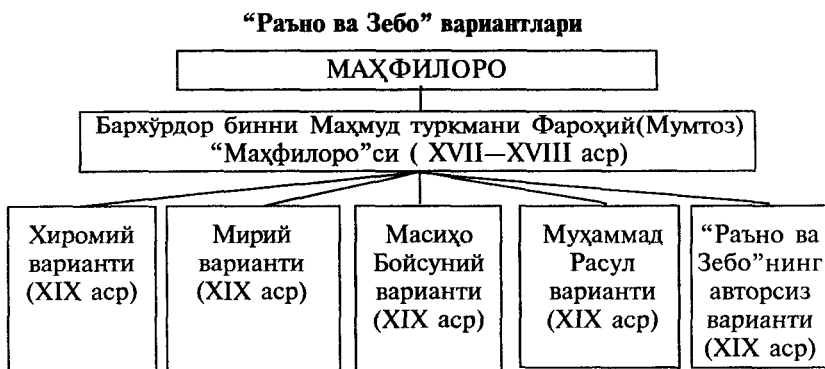 “Раъно ва Зебо” вариантлари
МАҲФИЛОРО
Бархўрдор бинни Маҳмуд туркмани Фароҳий(Мумтоз)
“Маҳфилоро”си ( XVII—XVIII аср)
Хиромий
варианти
(XIX аср)
Мирий
варианти
(XIX аср)
Масиҳо
Бойсуний
варианти
(XIX аср)
Муҳаммад
Расул
варианти
(XIX аср)
“Раъно ва
Зебо”нинг
авторсиз
варианти
(XIX аср)